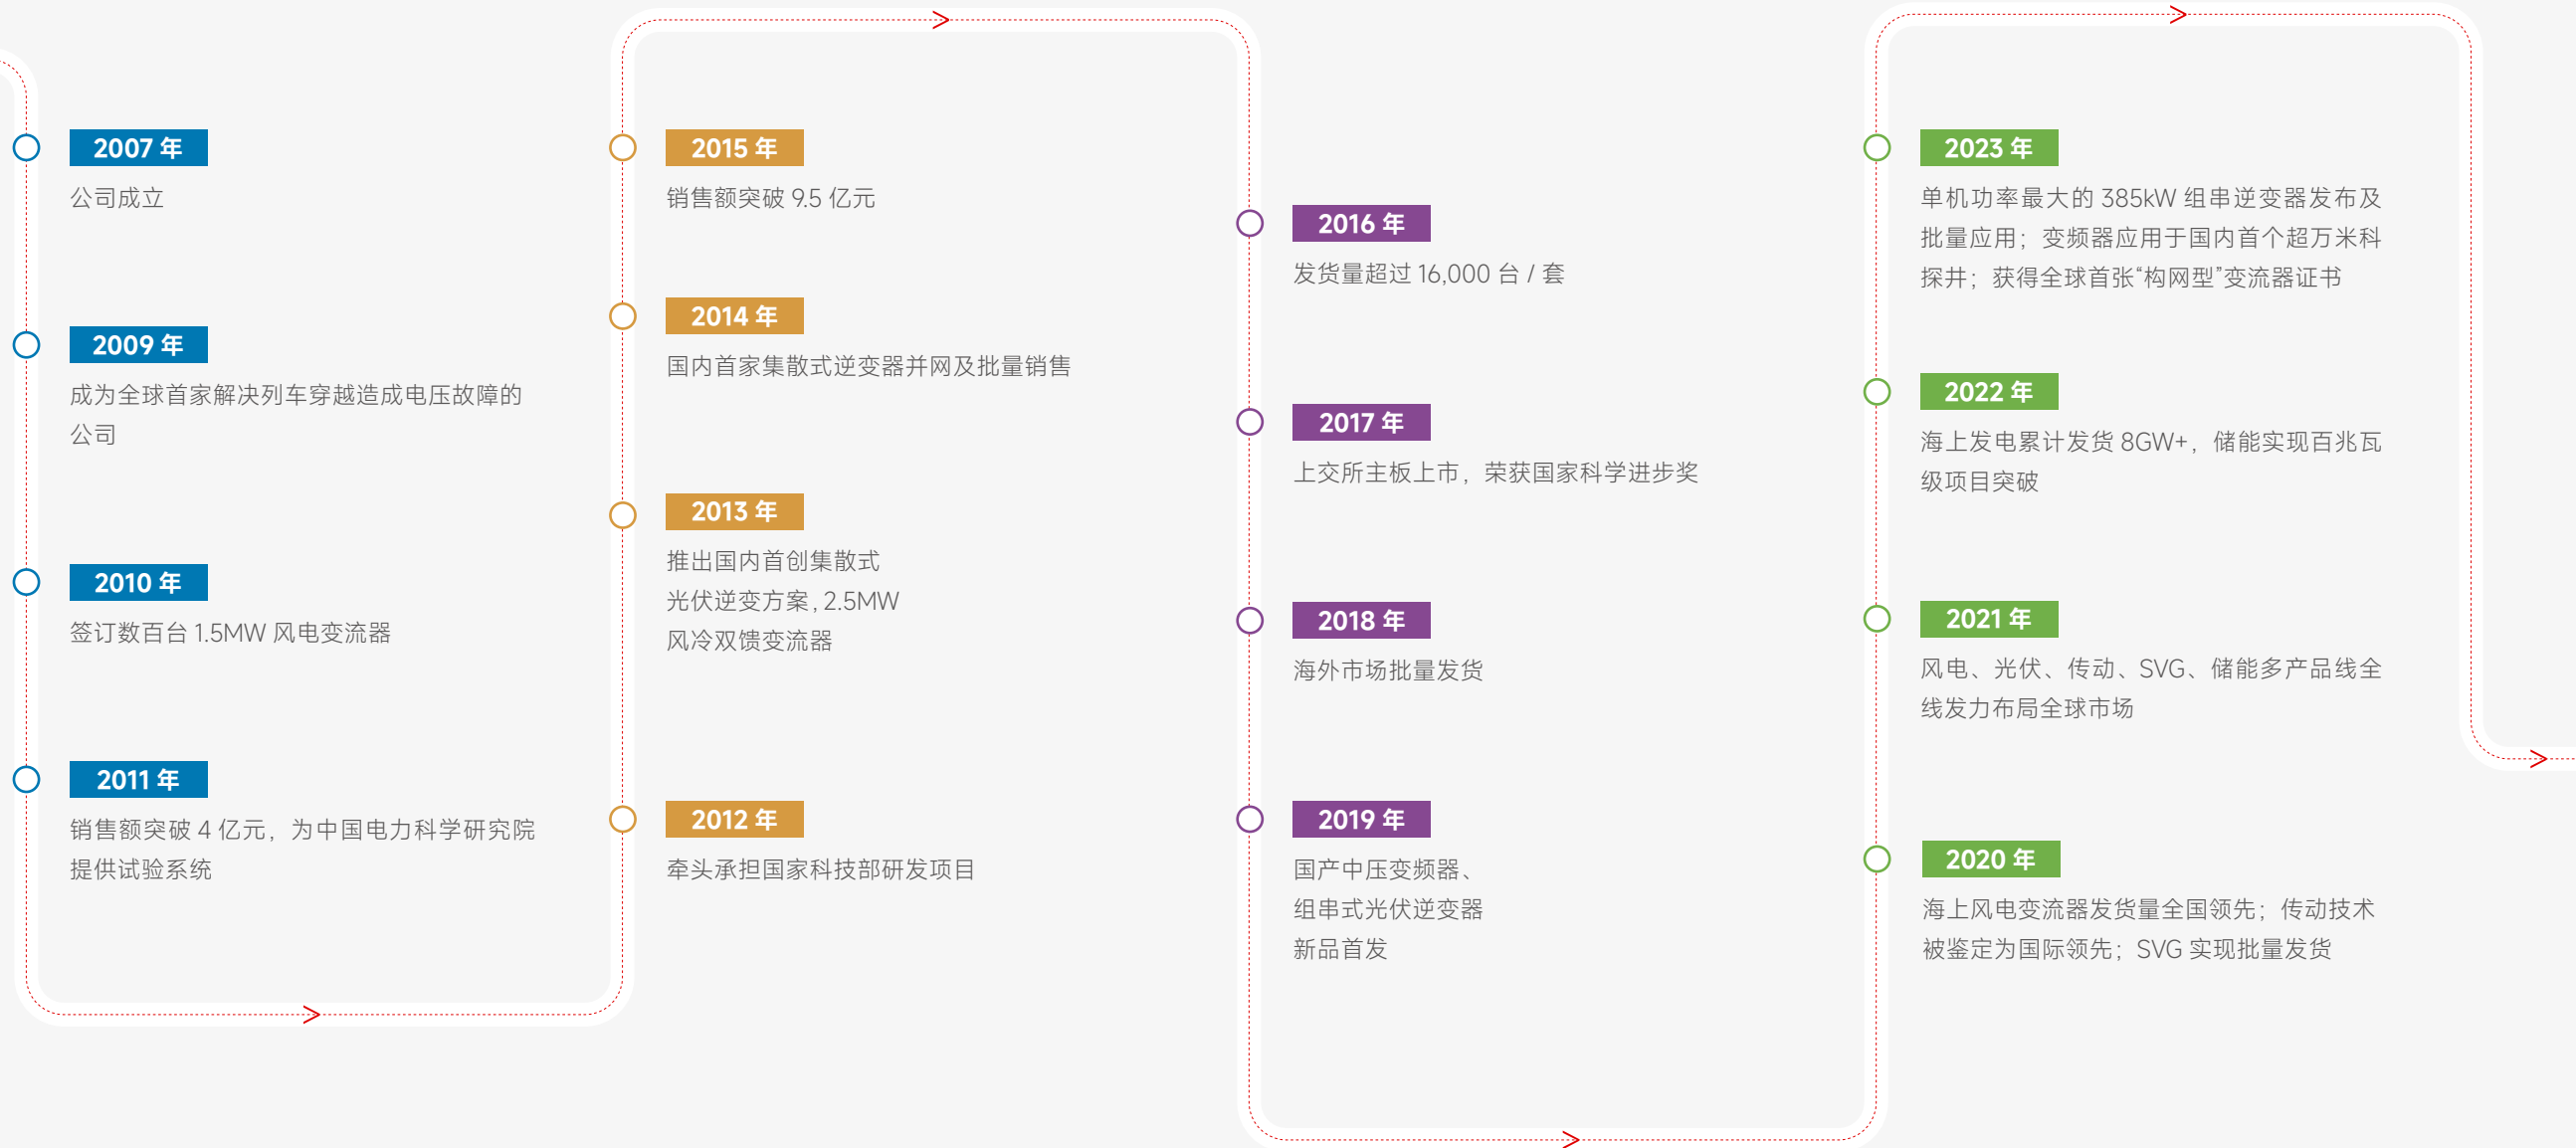 2007 年
公司成立
2009 年
成为全球首家解决列车穿越造成电压故障的
公司
2010 年
签订数百台 1.5MW 风电变流器
2011 年
销售额突破 4 亿元，为中国电力科学研究院
提供试验系统
2015 年
销售额突破 9.5 亿元
2014 年
国内首家集散式逆变器并网及批量销售
2013 年
推出国内首创集散式
光伏逆变方案, 2.5MW
风冷双馈变流器
2012 年
牵头承担国家科技部研发项目
2016 年
发货量超过 16,000 台 / 套
2017 年
上交所主板上市，荣获国家科学进步奖
2018 年
海外市场批量发货
2019 年
国产中压变频器、
组串式光伏逆变器
新品首发
2023 年
单机功率最大的 385kW 组串逆变器发布及
批量应用；变频器应用于国内首个超万米科
探井；获得全球首张“构网型”变流器证书
2022 年
海上发电累计发货 8GW+，储能实现百兆瓦
级项目突破
2021 年
风电、光伏、传动、SVG、储能多产品线全
线发力布局全球市场
2020 年
海上风电变流器发货量全国领先；传动技术
被鉴定为国际领先；SVG 实现批量发货